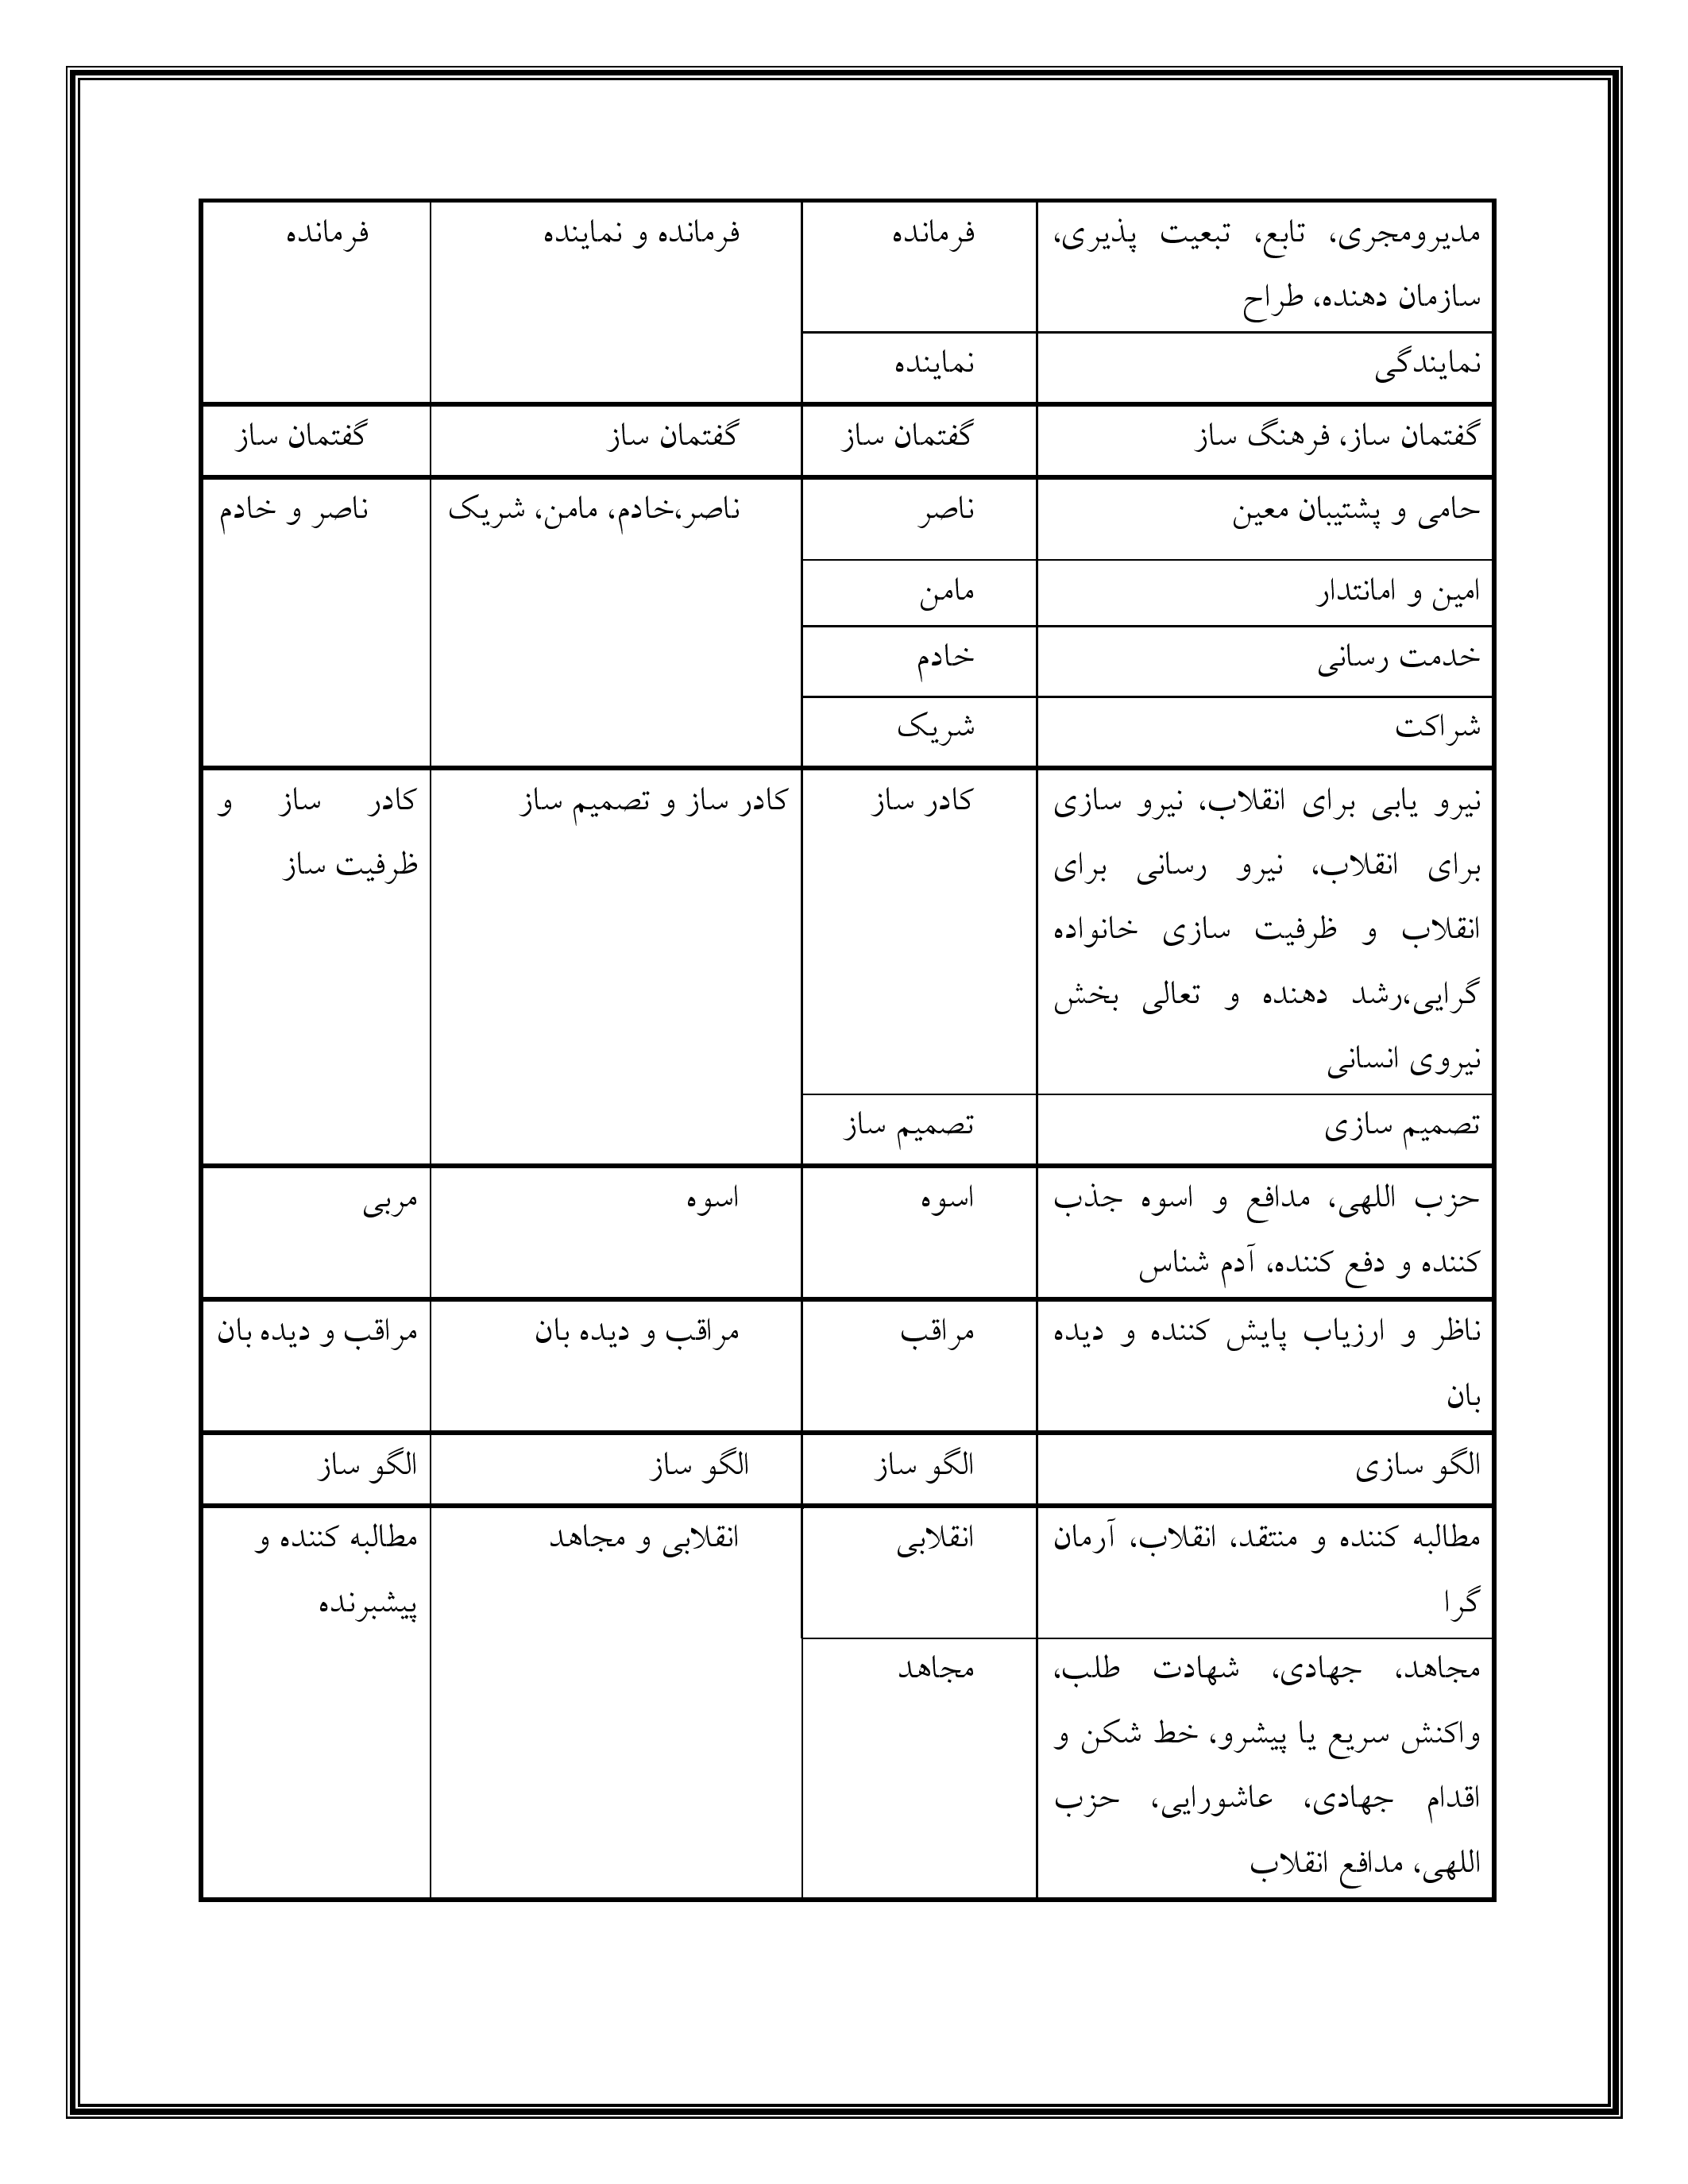 مدیرومجری، تابع، تبعیت پذیری،
سازمان دهنده، طراح
فرمانده
فرمانده و نماینده
فرمانده
نمایندگی
نماینده
گفتمان ساز، فرهنگ ساز
گفتمان ساز
گفتمان ساز
گفتمان ساز
حامی و پشتیبان معین
ناصر
ناصر،خادم، مامن، شریک
ناصر و خادم
امین و امانتدار
مامن
خدمت رسانی
خادم
شراکت
شریک
نیرو یابی برای انقلاب، نیرو سازی
برای انقلاب، نیرو رسانی برای
انقلاب و ظرفیت سازی خانواده
گرایی،رشد دهنده و تعالی بخش
نیروی انسانی
کادر ساز
کادر ساز و تصمیم ساز
کادر ساز و
ظرفیت ساز
تصمیم سازی
تصمیم ساز
حزب اللهی، مدافع و اسوه جذب
کننده و دفع کننده، آدم شناس
اسوه
اسوه
مربی
ناظر و ارزیاب پایش کننده و دیده
بان
مراقب
مراقب و دیده بان
مراقب و دیده بان
الگو سازی
الگو ساز
الگو ساز
الگو ساز
مطالبه کننده و منتقد، انقلاب، آرمان
گرا
انقلابی
انقلابی و مجاهد
مطالبه کننده و
پیشبرنده
مجاهد، جهادی، شهادت طلب،
واکنش سریع یا پیشرو، خط شکن و
اقدام جهادی، عاشورایی، حزب
اللهی، مدافع انقلاب
مجاهد